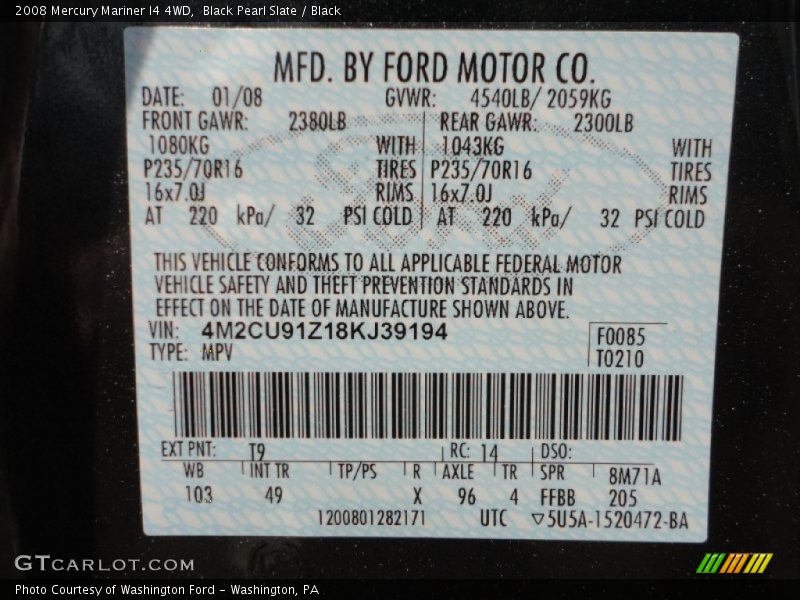 2008 Mercury Mariner I4 4WD,  Black Pearl Slate / Black
MFD. BY FORD MOTOR CO.
DATE: 01/08 GVWR: 4540LB/ 2059KG
FRONT GAWR: 2380LB REAR GAWR: 2300LB
1080KG WITH 1043KG WITH
P235/70R16 TIRES P235/70R16 TIRES
16x7.0J RIMS 16x7.0J RIMS
AT 220 kPa/ 32 PSI COLD AT 220 kPa/ 32 PSI COLD
THIS VEHICLE CONFORMS TO ALL APPLICABLE FEDERAL MOTOR
VEHICLE SAFETY AND THEFT PREVENTION STANDARDS IN
EFFECT ON THE DATE OF MANUFACTURE SHOWN ABOVE.
VIN: 4M2CU91Z18KJ39194 F0085
TYPE: MPV T0210
EXT PNT: T9 RC: 14 DSO:
WB INT TR TP/PS R AXLE TR SPR 8M71A
103 49 X 96 4 FFBB 205
1200801282171 UTC ▽5U5A-1520472-BA
GTCARLOT.COM
Photo Courtesy of Washington Ford - Washington, PA